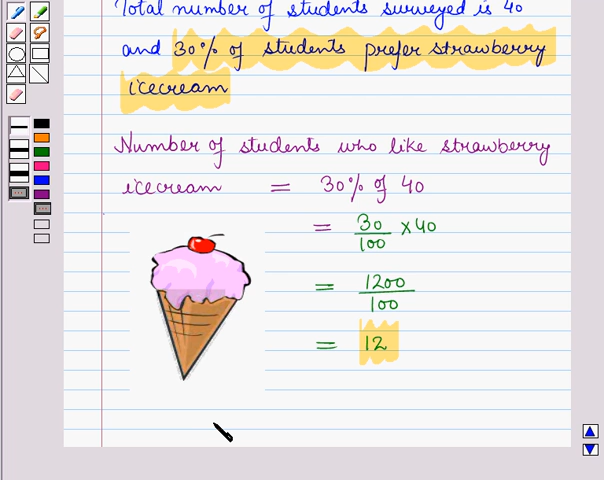 Total number of students surveyed is 40
and 30% of students prefer strawberry
icecream
Number of students who like strawberry
icecream = 30% of 40
= 30/100 × 40
= 1200/100
= 12